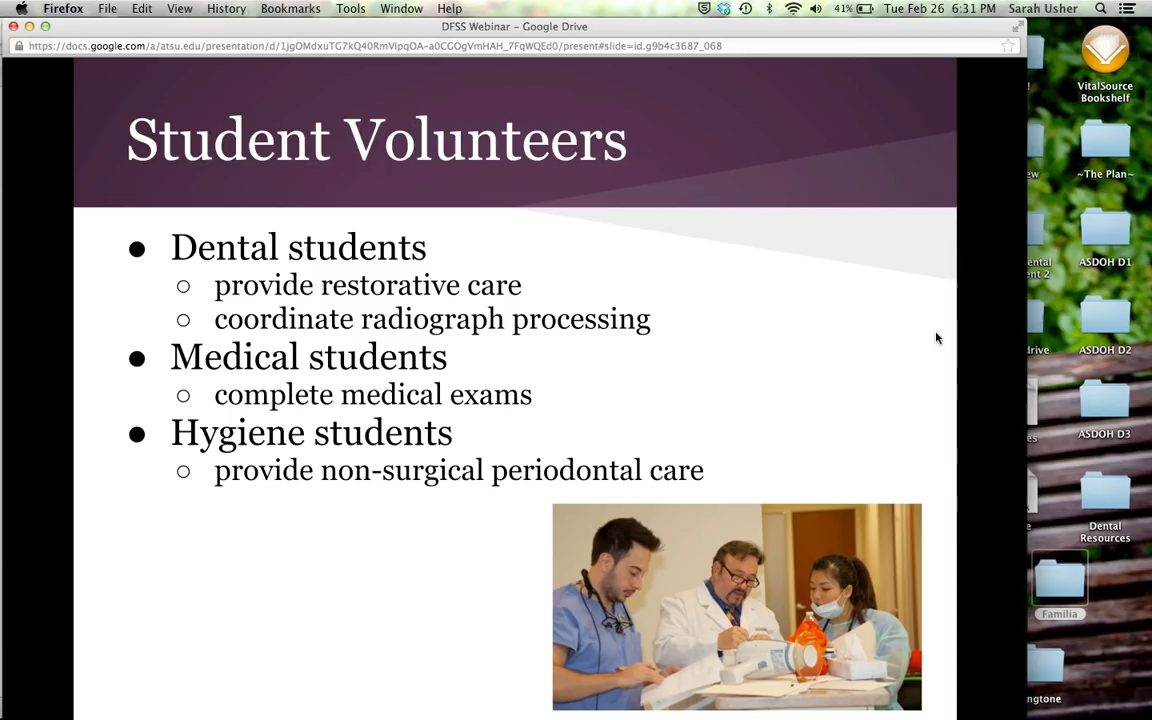 Firefox File Edit View History Bookmarks Tools Window Help 41% Tue Feb 26 6:31 PM Sarah Usher
DFSS Webinar – Google Drive
https://docs.google.com/a/atsu.edu/presentation/d/1jgOMdxuTG7kQ40RmVIpqOA-a0CGOgVmHAH_7FqWQEd0/present#slide=id.g9b4c3687_068
Student Volunteers
● Dental students
○ provide restorative care
○ coordinate radiograph processing
● Medical students
○ complete medical exams
● Hygiene students
○ provide non-surgical periodontal care
VitalSource
Bookshelf
~The Plan~
ASDOH D1
ASDOH D2
ASDOH D3
Dental
Resources
Familia